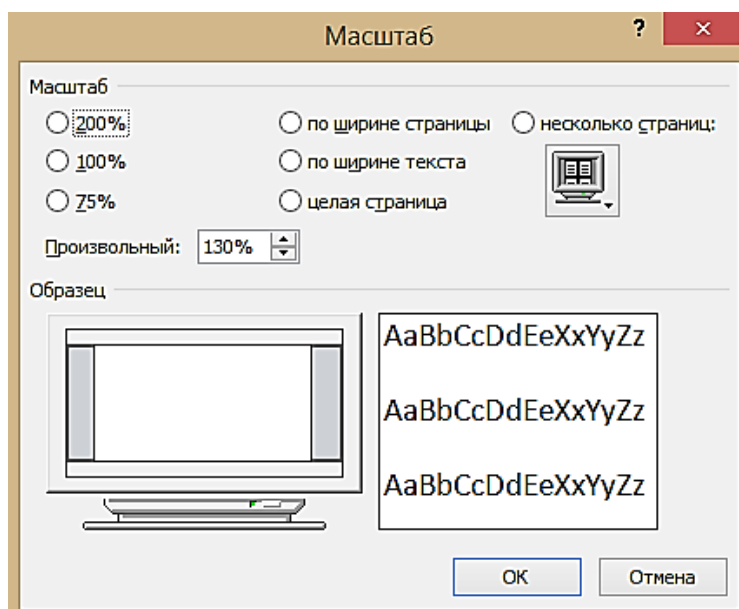 Масштаб ? ×
Масштаб
200% по ширине страницы несколько страниц:
100% по ширине текста
75% целая страница
Произвольный: 130%
Образец
AaBbCcDdEeXxYyZz
AaBbCcDdEeXxYyZz
AaBbCcDdEeXxYyZz
ОК Отмена